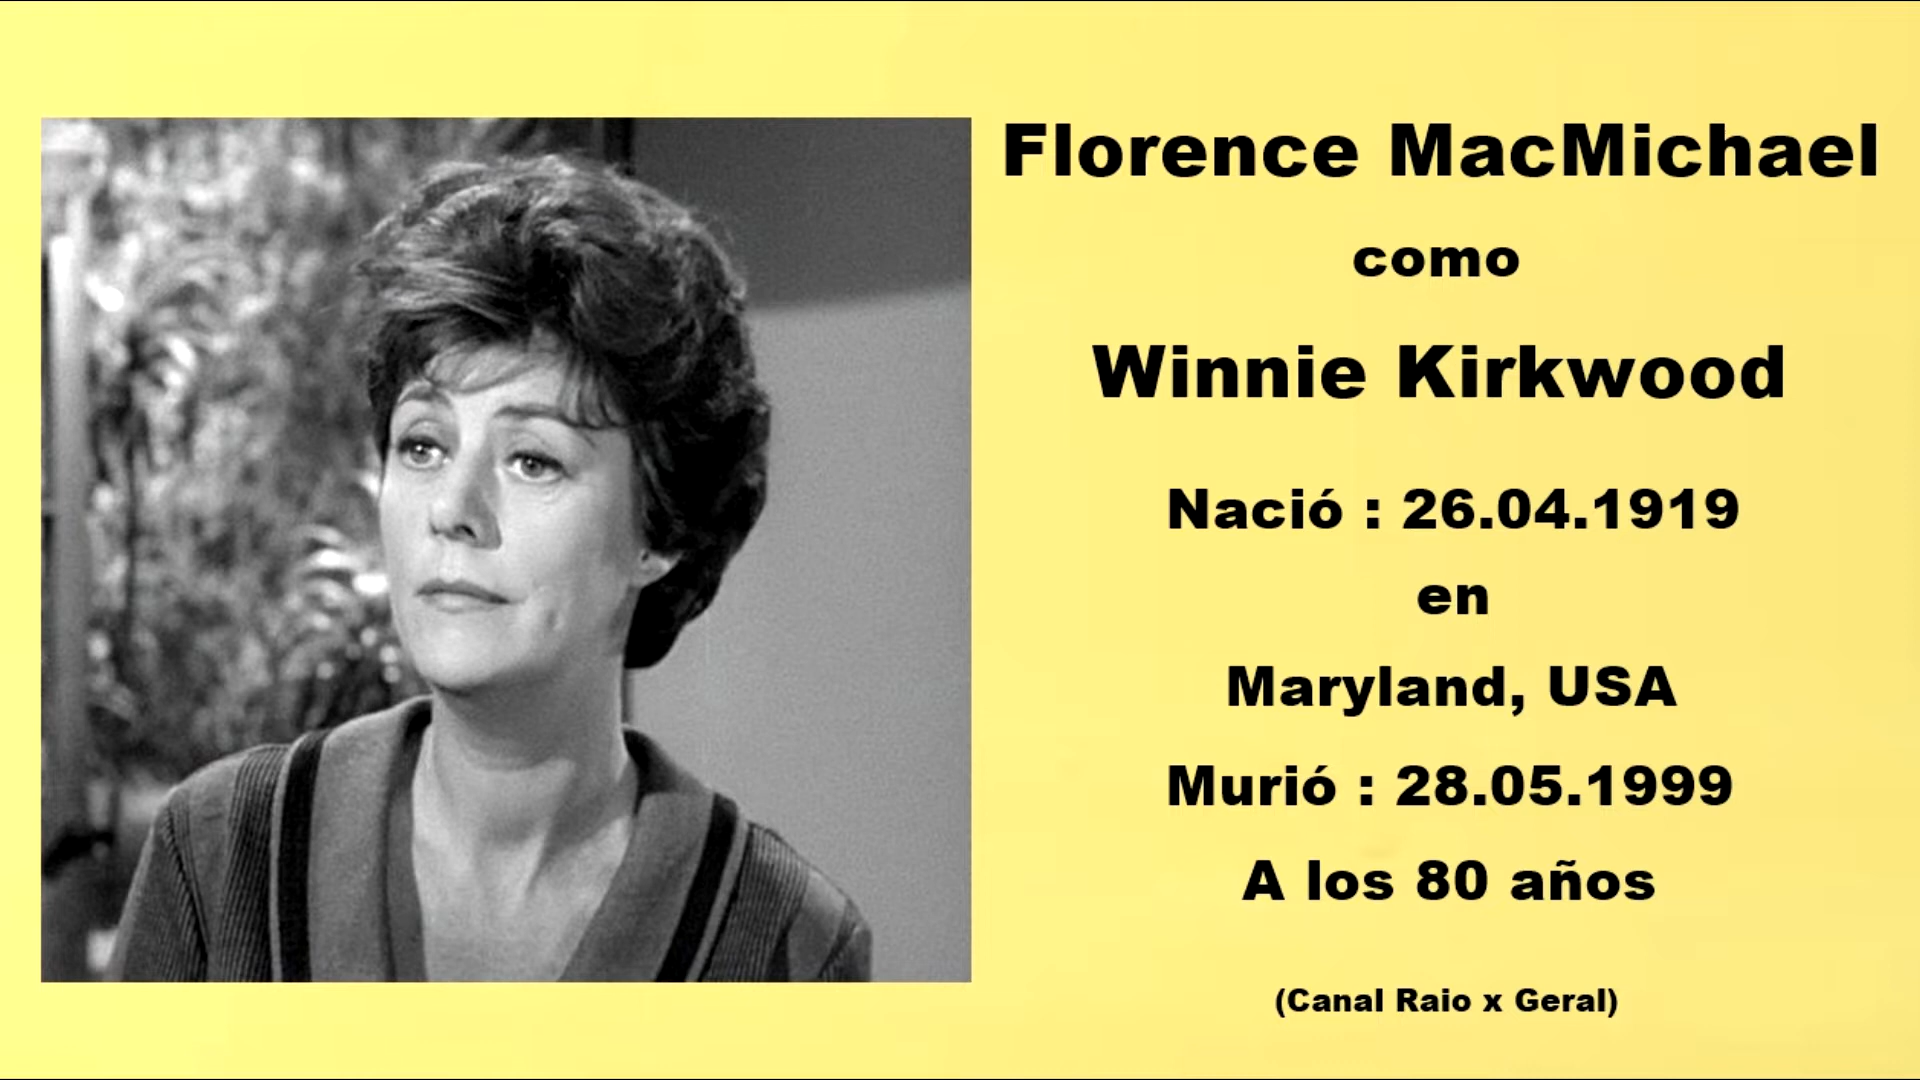 Florence MacMichael
como
Winnie Kirkwood
Nació : 26.04.1919
en
Maryland, USA
Murió : 28.05.1999
A los 80 años
(Canal Raio x Geral)